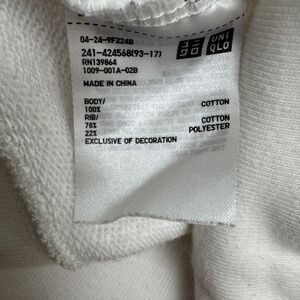 04-24-9F224B
241-424568(93-17)
RN139864
1009-001A-02B
MADE IN CHINA
UNI
QLO
BODY/
100% COTTON
RIB/
78% COTTON
22% POLYESTER
EXCLUSIVE OF DECORATION